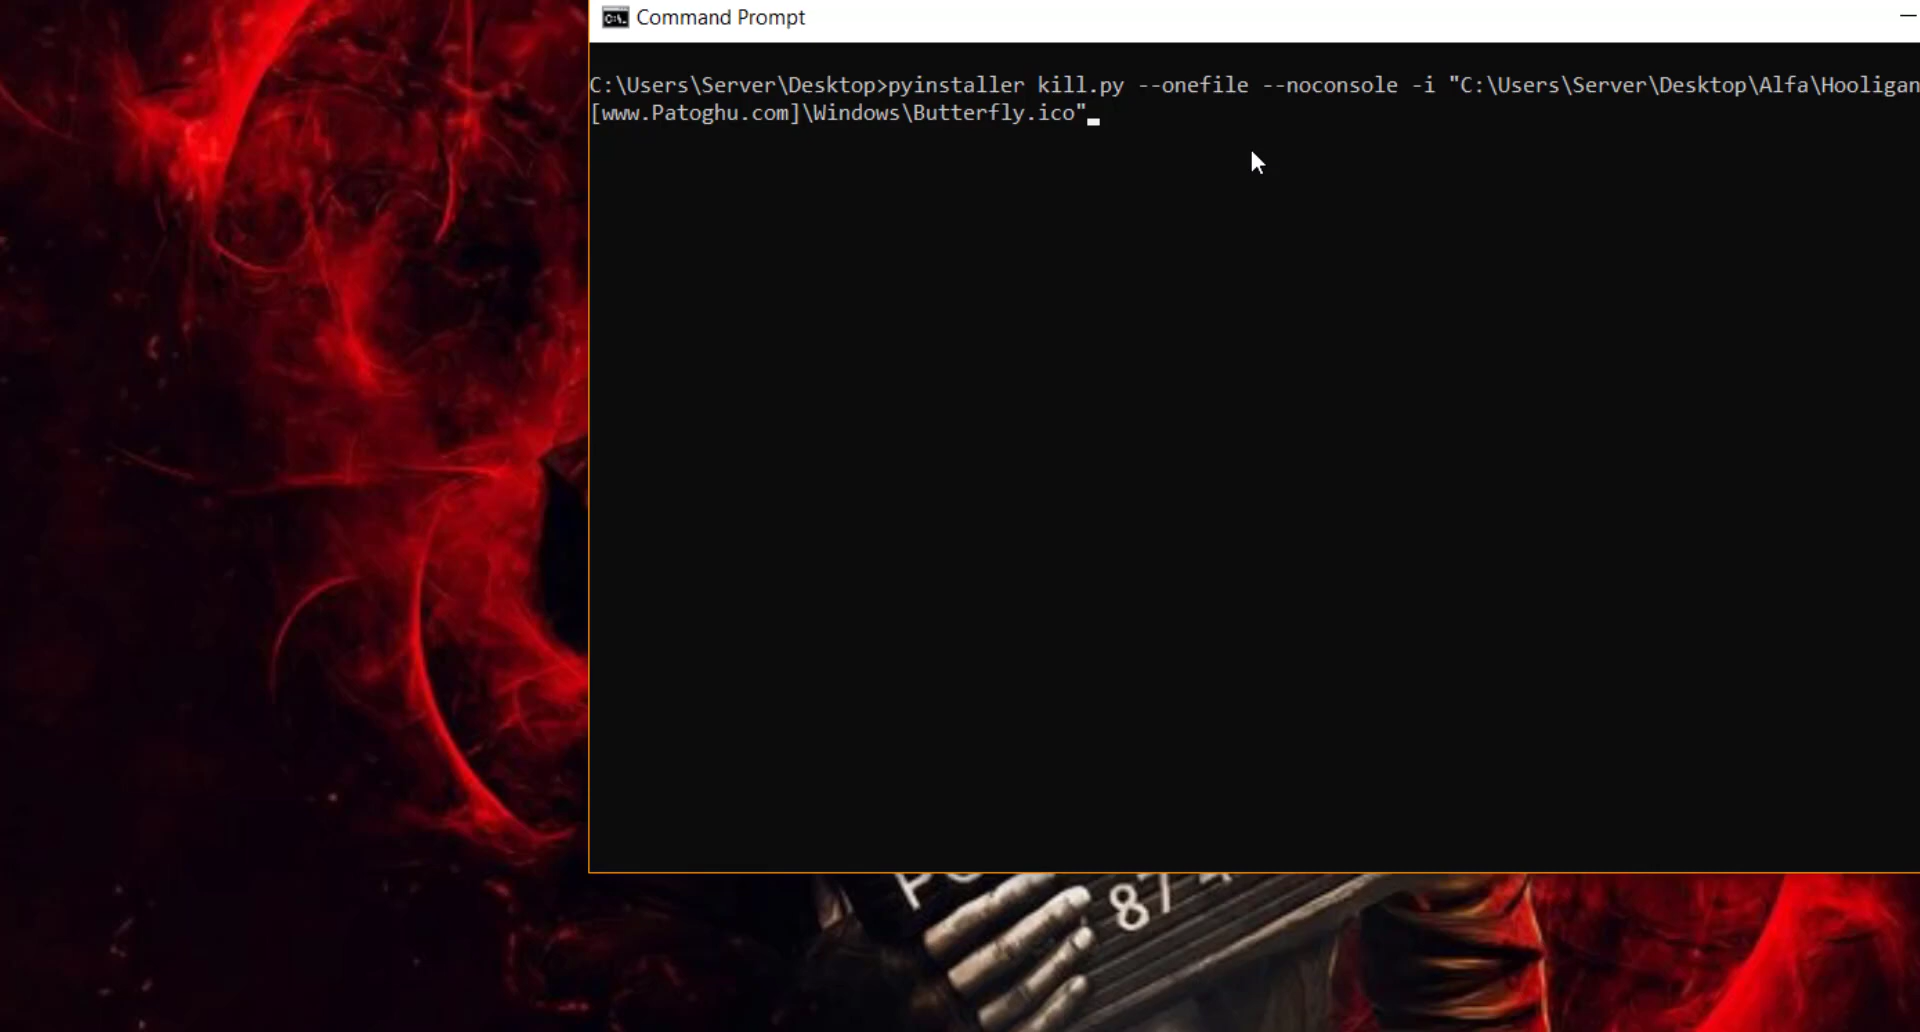 Command Prompt
C:\Users\Server\Desktop>pyinstaller kill.py --onefile --noconsole -i "C:\Users\Server\Desktop\Alfa\Hooligan
[www.Patoghu.com]\Windows\Butterfly.ico"
87